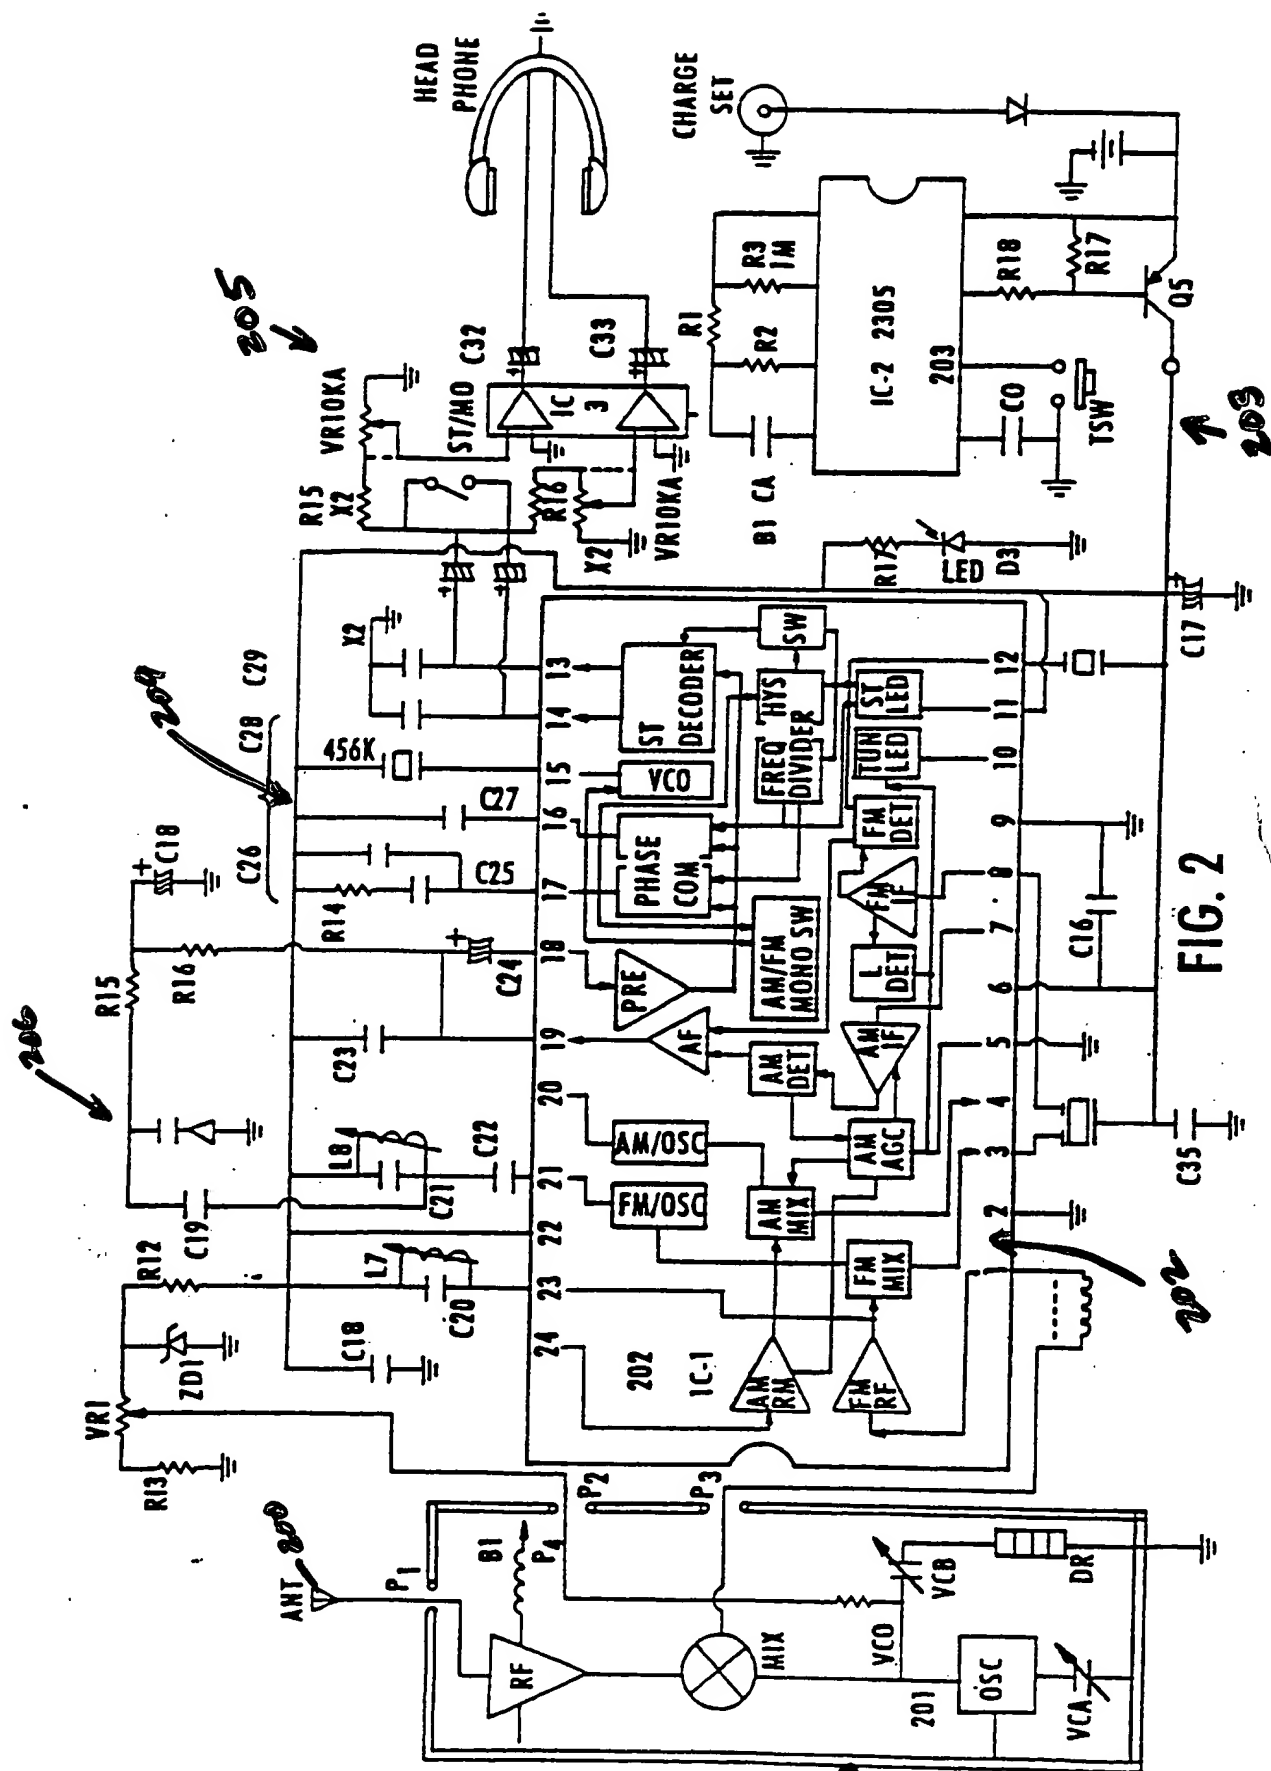 HEAD
PHONE
CHARGE
SET
205
VR10KA
ST/MO
C32
C33
IC
3
R15
X2
R16
X2
VR10KA
R1
R2
R3
1M
B1
CA
IC-2 2305
203
C0
TSW
R18
R17
Q5
203
R17
LED
D3
C17
204
C29
C28
C26
X2
456K
C27
C25
R14
C18
R16
R15
C24
206
C23
L8
C22
C21
C19
R12
L7
C20
C18
ZD1
VR1
R13
24
23
22
21
20
19
18
17
16
15
14
13
ST
DECODER
VCO
SW
HYS
FREQ
DIVIDER
ST
LED
TUN
LED
PHASE
COM
FM
DET
FM
IF
L
DET
AM/FM
MONO SW
PRE
AF
AM
DET
AM
IF
AM
AGC
AM/OSC
FM/OSC
AM
MIX
FM
MIX
AM
RM
FM
RF
202
IC-1
1
2
3
4
5
6
7
8
9
10
11
12
C16
C35
202
200
ANT
P1
B1
P4
P2
P3
RF
MIX
VCO
VCB
DR
201
OSC
VCA
FIG. 2